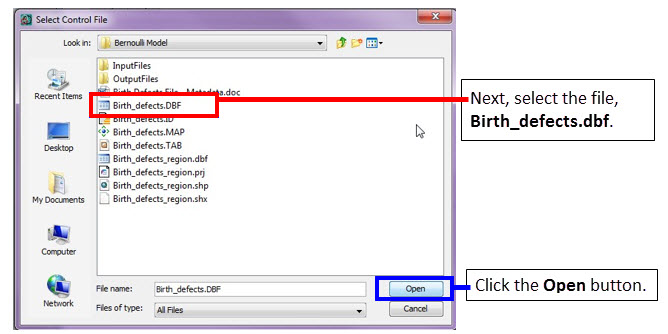 Select Control File
Look in:
Bernoulli Model
InputFiles
OutputFiles
Birth Defects File - Metadata.doc
Birth_defects.DBF
Birth_defects.ID
Birth_defects.MAP
Birth_defects.TAB
Birth_defects_region.dbf
Birth_defects_region.prj
Birth_defects_region.shp
Birth_defects_region.shx
Recent Items
Desktop
My Documents
Computer
Network
File name:
Birth_defects.DBF
Open
Files of type:
All Files
Cancel
Next, select the file,
Birth_defects.dbf.
Click the Open button.